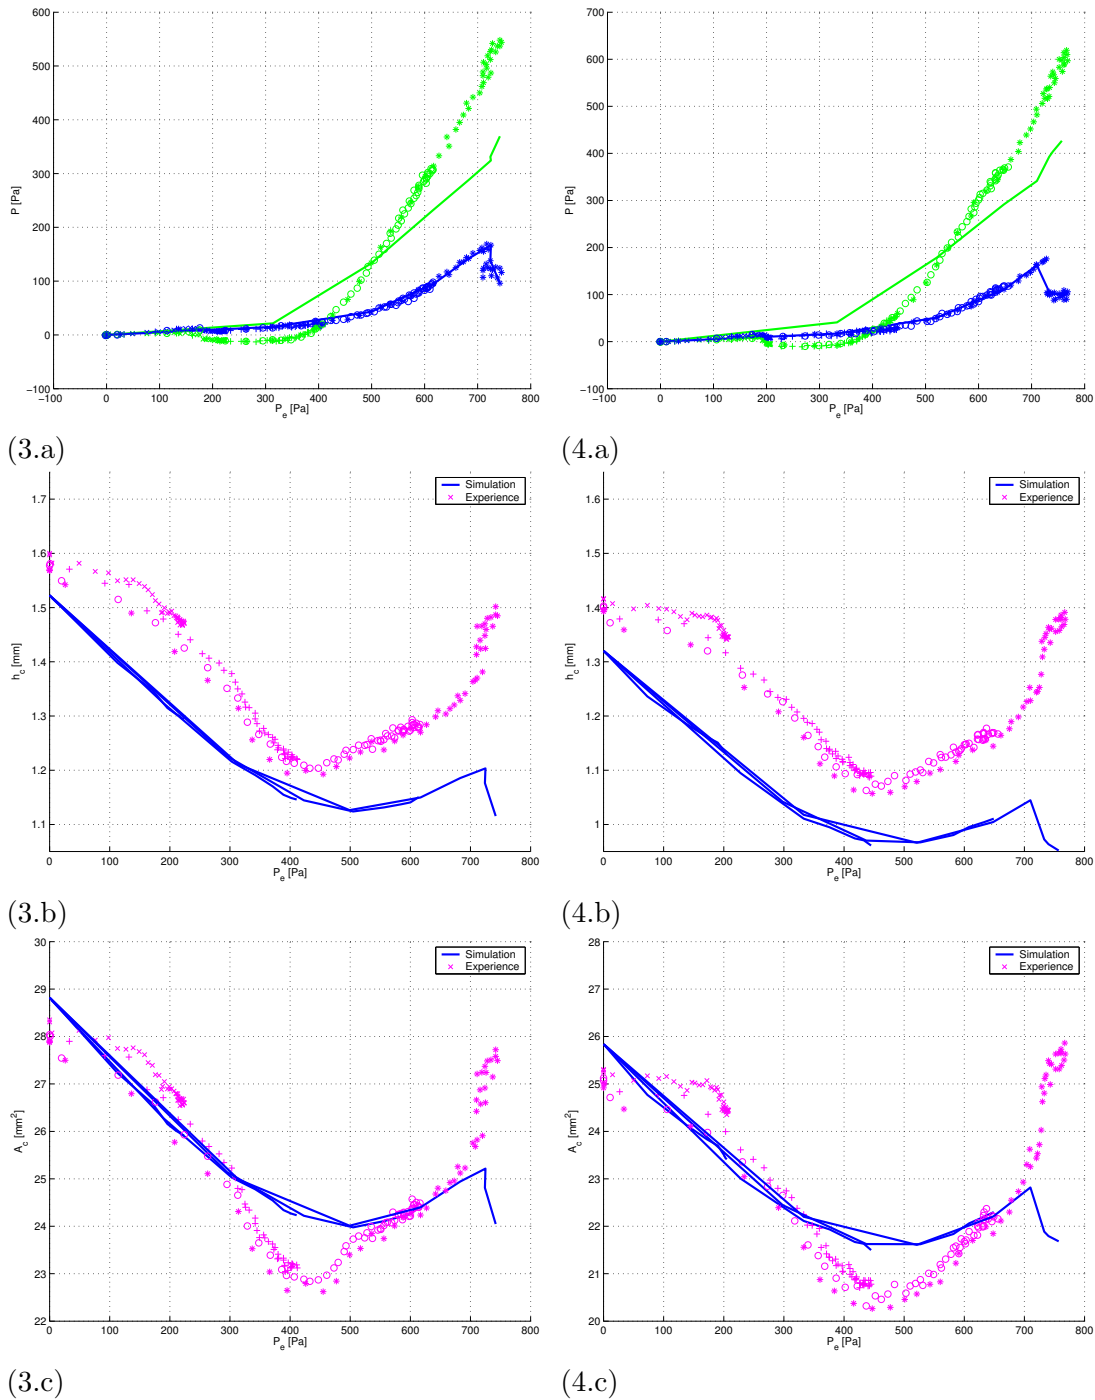 600
500
400
300
200
100
0
−100
P [Pa]
−100 0 100 200 300 400 500 600 700 800
P_e [Pa]
(3.a)
700
600
500
400
300
200
100
0
−100
P [Pa]
−100 0 100 200 300 400 500 600 700 800
P_e [Pa]
(4.a)
Simulation
Experience
1.7
1.6
1.5
1.4
1.3
1.2
1.1
h_c [mm]
0 100 200 300 400 500 600 700 800
P_e [Pa]
(3.b)
Simulation
Experience
1.6
1.5
1.4
1.3
1.2
1.1
1
h_c [mm]
0 100 200 300 400 500 600 700 800
P_e [Pa]
(4.b)
Simulation
Experience
30
29
28
27
26
25
24
23
22
A_c [mm²]
0 100 200 300 400 500 600 700 800
P_e [Pa]
(3.c)
Simulation
Experience
28
27
26
25
24
23
22
21
20
A_c [mm²]
0 100 200 300 400 500 600 700 800
P_e [Pa]
(4.c)